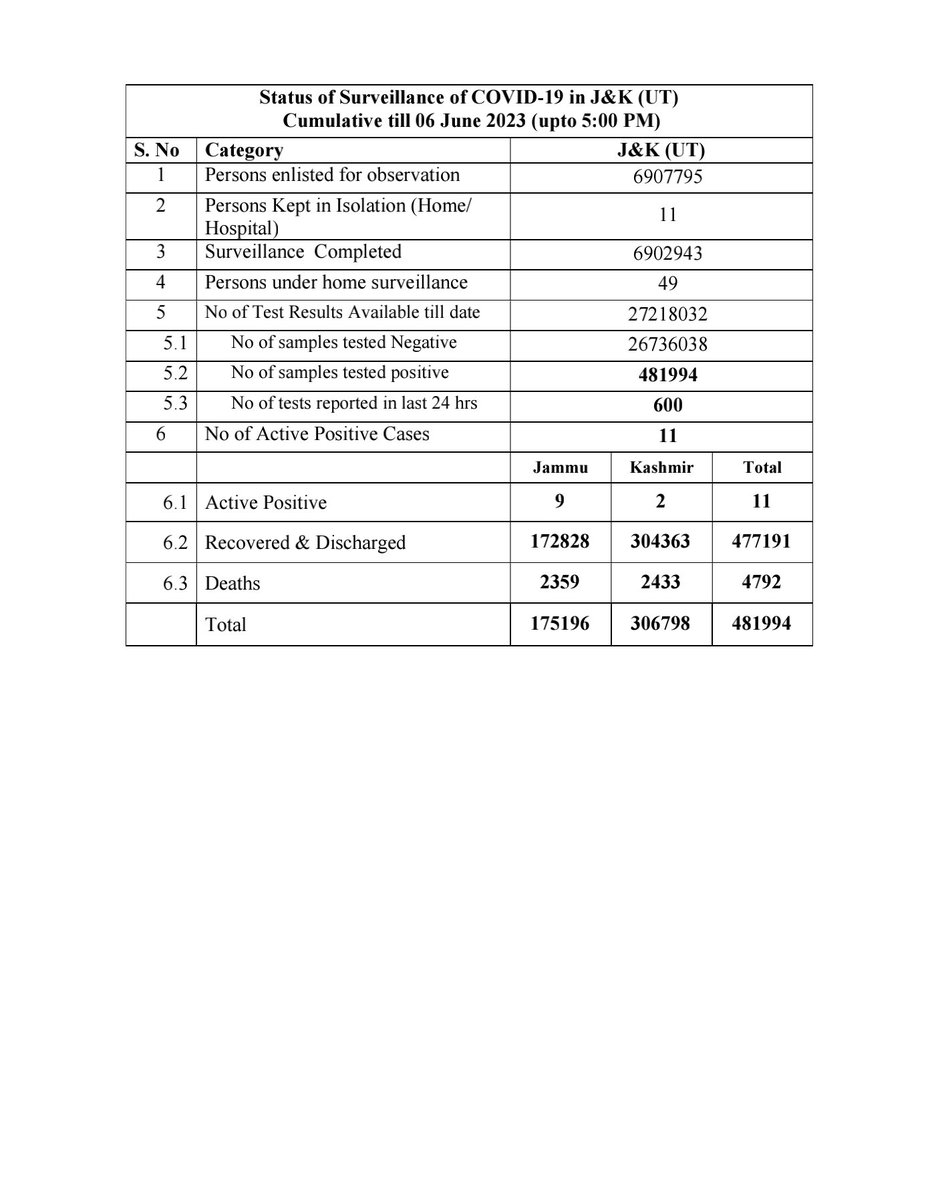 Status of Surveillance of COVID-19 in J&K (UT)
Cumulative till 06 June 2023 (upto 5:00 PM)
S. No Category J&K (UT)
1 Persons enlisted for observation 6907795
2 Persons Kept in Isolation (Home/
Hospital) 11
3 Surveillance Completed 6902943
4 Persons under home surveillance 49
5 No of Test Results Available till date 27218032
5.1 No of samples tested Negative 26736038
5.2 No of samples tested positive 481994
5.3 No of tests reported in last 24 hrs 600
6 No of Active Positive Cases 11
Jammu Kashmir Total
6.1 Active Positive 9 2 11
6.2 Recovered & Discharged 172828 304363 477191
6.3 Deaths 2359 2433 4792
Total 175196 306798 481994